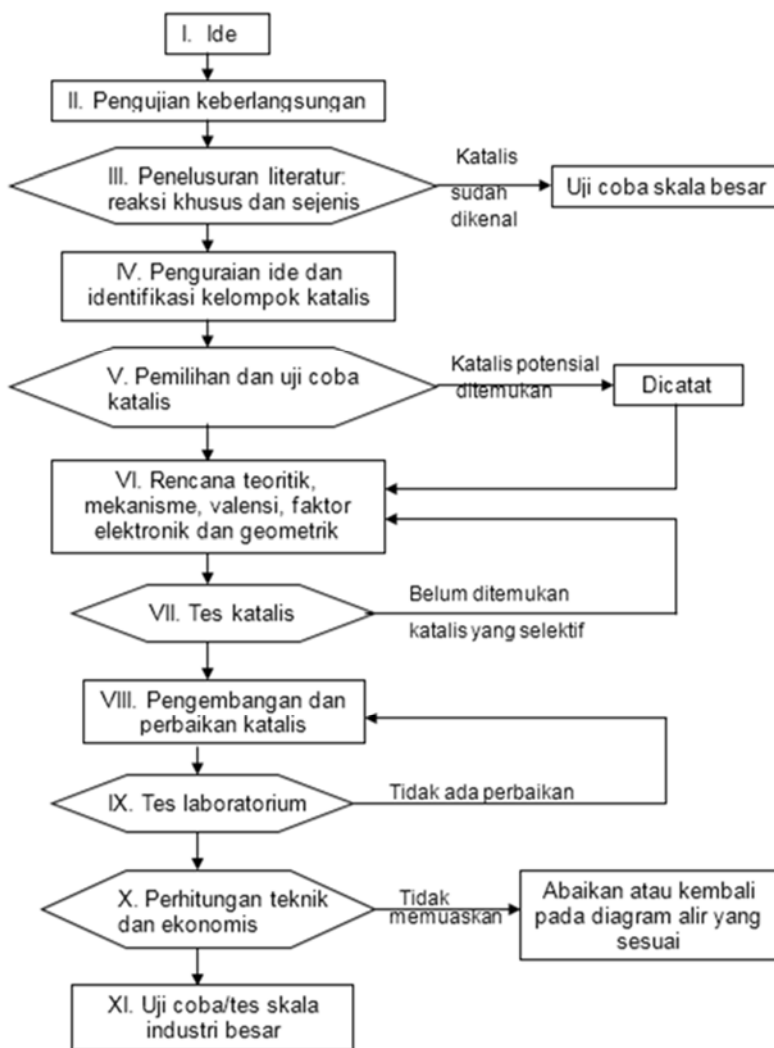 I. Ide
II. Pengujian keberlangsungan
III. Penelusuran literatur:
reaksi khusus dan sejenis
Katalis
sudah
dikenal
Uji coba skala besar
IV. Penguraian ide dan
identifikasi kelompok katalis
V. Pemilihan dan uji coba
katalis
Katalis potensial
ditemukan
Dicatat
VI. Rencana teoritik,
mekanisme, valensi, faktor
elektronik dan geometrik
VII. Tes katalis
Belum ditemukan
katalis yang selektif
VIII. Pengembangan dan
perbaikan katalis
IX. Tes laboratorium
Tidak ada perbaikan
X. Perhitungan teknik
dan ekonomis
Tidak
memuaskan
Abaikan atau kembali
pada diagram alir yang
sesuai
XI. Uji coba/tes skala
industri besar